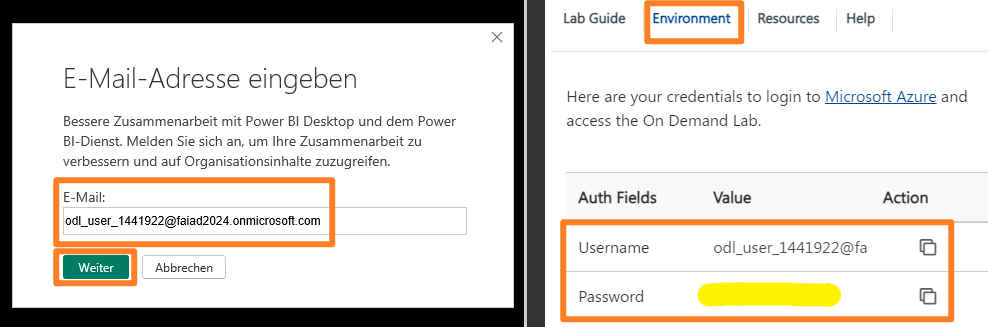 E-Mail-Adresse eingeben
Bessere Zusammenarbeit mit Power BI Desktop und dem Power
BI-Dienst. Melden Sie sich an, um Ihre Zusammenarbeit zu
verbessern und auf Organisationsinhalte zuzugreifen.
E-Mail:
odl_user_1441922@faiad2024.onmicrosoft.com
Weiter Abbrechen
Lab Guide Environment Resources Help
Here are your credentials to login to Microsoft Azure and
access the On Demand Lab.
Auth Fields Value Action
Username odl_user_1441922@fa
Password